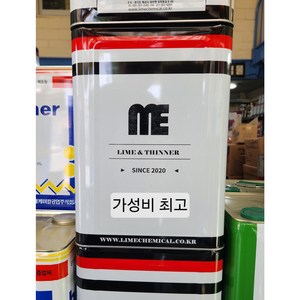 ME
LIME & THINNER
SINCE 2020
가성비 최고
WWW.LIMECHEMICAL.CO.KR
ner